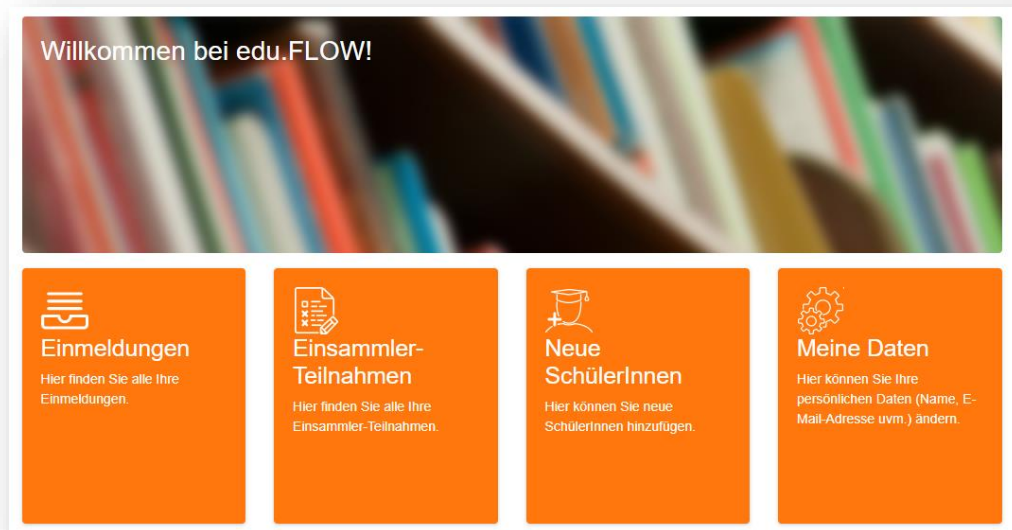 Willkommen bei edu.FLOW!
Einmeldungen
Hier finden Sie alle Ihre
Einmeldungen.
Einsammler-
Teilnahmen
Hier finden Sie alle Ihre
Einsammler-Teilnahmen.
Neue
SchülerInnen
Hier können Sie neue
SchülerInnen hinzufügen.
Meine Daten
Hier können Sie Ihre
persönlichen Daten (Name, E-
Mail-Adresse uvm.) ändern.